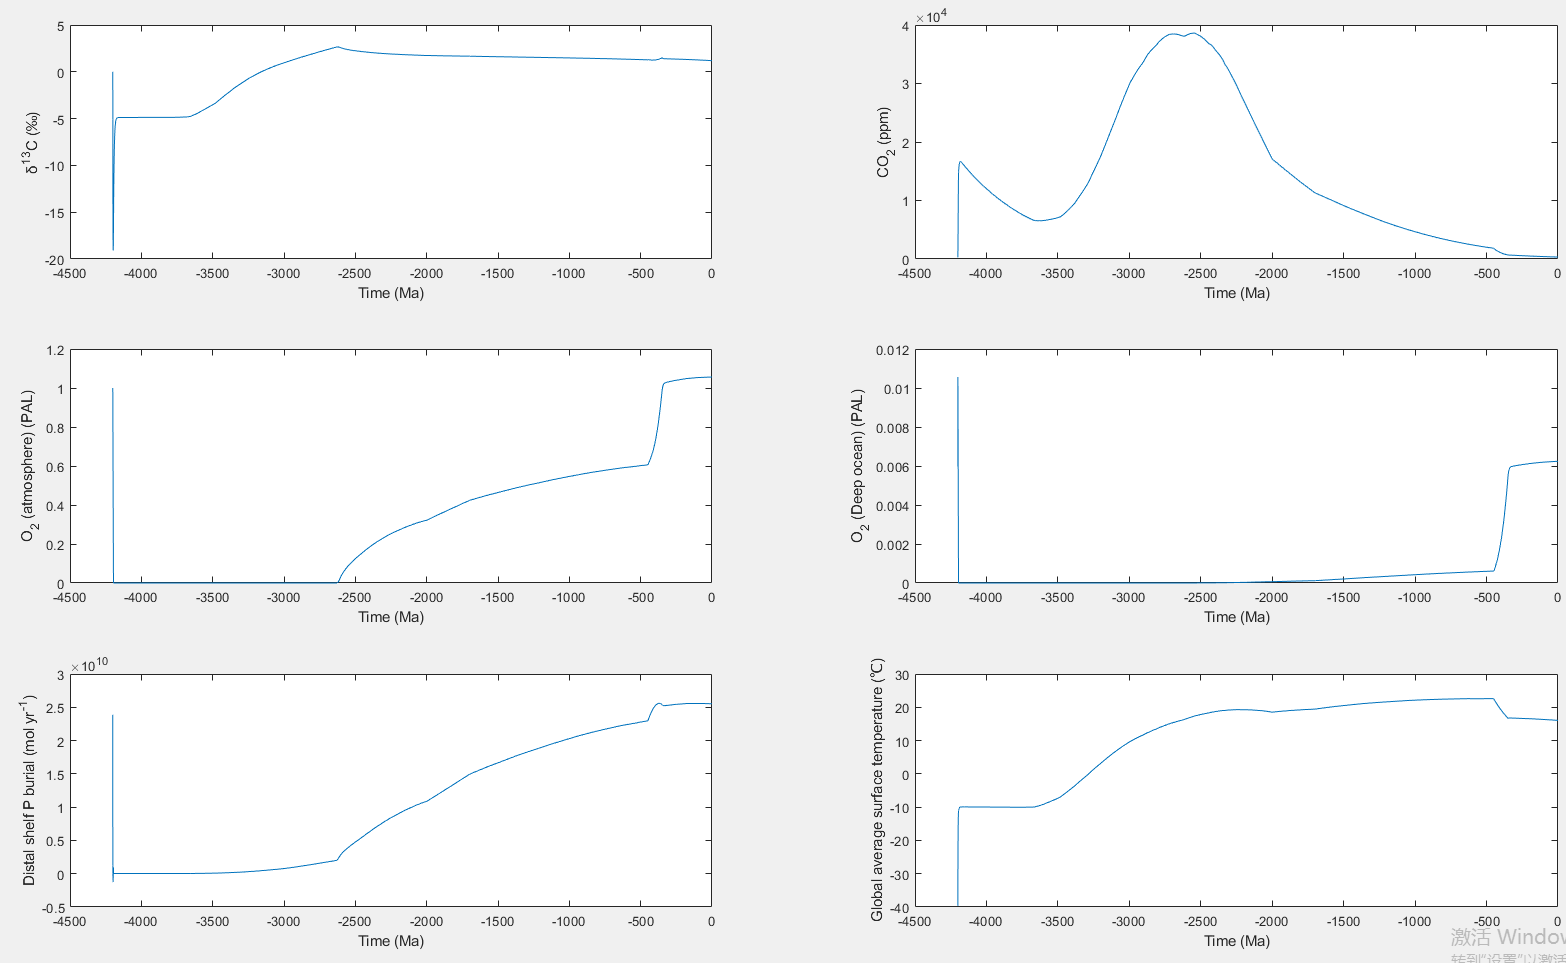 5
0
-5
-10
-15
-20
δ13C (‰)
-4500 -4000 -3500 -3000 -2500 -2000 -1500 -1000 -500 0
Time (Ma)
×10^4
4
3
2
1
0
CO2 (ppm)
-4500 -4000 -3500 -3000 -2500 -2000 -1500 -1000 -500 0
Time (Ma)
1.2
1
0.8
0.6
0.4
0.2
0
O2 (atmosphere) (PAL)
-4500 -4000 -3500 -3000 -2500 -2000 -1500 -1000 -500 0
Time (Ma)
0.012
0.01
0.008
0.006
0.004
0.002
0
O2 (Deep ocean) (PAL)
-4500 -4000 -3500 -3000 -2500 -2000 -1500 -1000 -500 0
Time (Ma)
×10^10
3
2.5
2
1.5
1
0.5
0
-0.5
Distal shelf P burial (mol yr-1)
-4500 -4000 -3500 -3000 -2500 -2000 -1500 -1000 -500 0
Time (Ma)
30
20
10
0
-10
-20
-30
-40
Global average surface temperature (℃)
-4500 -4000 -3500 -3000 -2500 -2000 -1500 -1000 -500 0
Time (Ma)
激活 Window
转到"设置"以激活